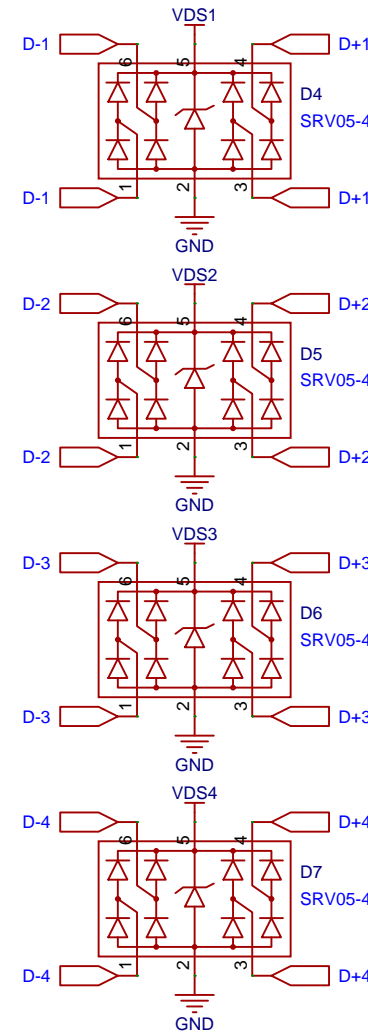 VDS1
D-1 D+1
6 5 4
D4
SRV05-4
1 2 3
D-1 D+1
GND
VDS2
D-2 D+2
6 5 4
D5
SRV05-4
1 2 3
D-2 D+2
GND
VDS3
D-3 D+3
6 5 4
D6
SRV05-4
1 2 3
D-3 D+3
GND
VDS4
D-4 D+4
6 5 4
D7
SRV05-4
1 2 3
D-4 D+4
GND